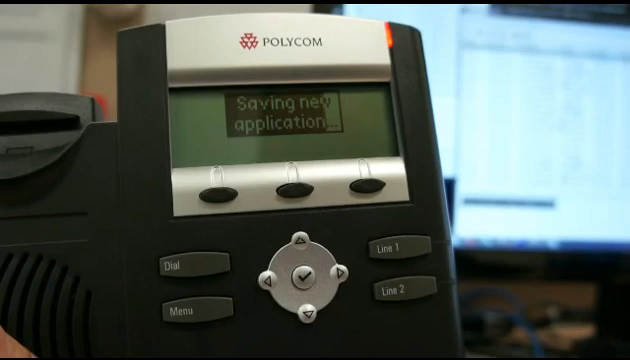 POLYCOM
Saving new
application...
Dial
Menu
Line 1
Line 2